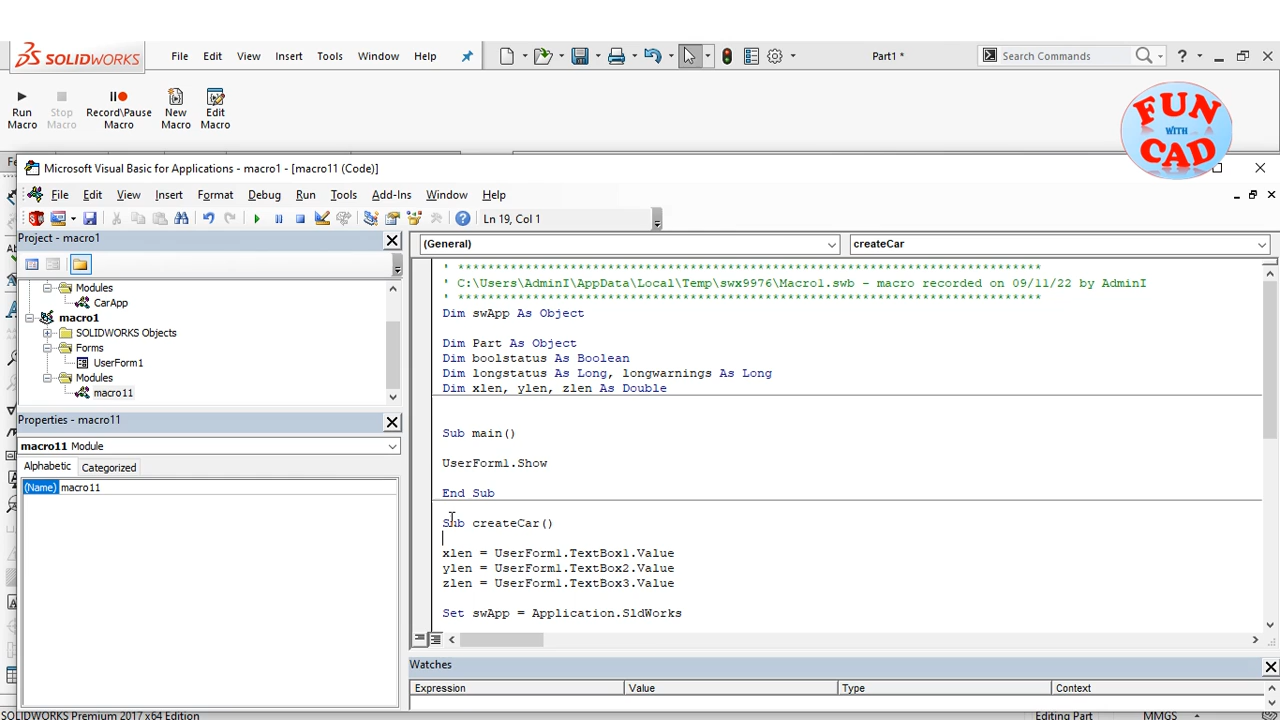 SOLIDWORKS File Edit View Insert Tools Window Help Part1 * Search Commands
Run Macro Stop Macro Record\Pause Macro New Macro Edit Macro
FUN WITH CAD
Microsoft Visual Basic for Applications - macro1 - [macro11 (Code)]
File Edit View Insert Format Debug Run Tools Add-Ins Window Help
Ln 19, Col 1
Project - macro1
Modules
CarApp
macro1
SOLIDWORKS Objects
Forms
UserForm1
Modules
macro11
Properties - macro11
macro11 Module
Alphabetic Categorized
(Name) macro11
(General) createCar
' ******************************************************************************
' C:\Users\AdminI\AppData\Local\Temp\swx9976\Macro1.swb - macro recorded on 09/11/22 by AdminI
' ******************************************************************************
Dim swApp As Object
Dim Part As Object
Dim boolstatus As Boolean
Dim longstatus As Long, longwarnings As Long
Dim xlen, ylen, zlen As Double
Sub main()
UserForm1.Show
End Sub
Sub createCar()
xlen = UserForm1.TextBox1.Value
ylen = UserForm1.TextBox2.Value
zlen = UserForm1.TextBox3.Value
Set swApp = Application.SldWorks
Watches
Expression Value Type Context
SOLIDWORKS Premium 2017 x64 Edition Editing Part MMGS